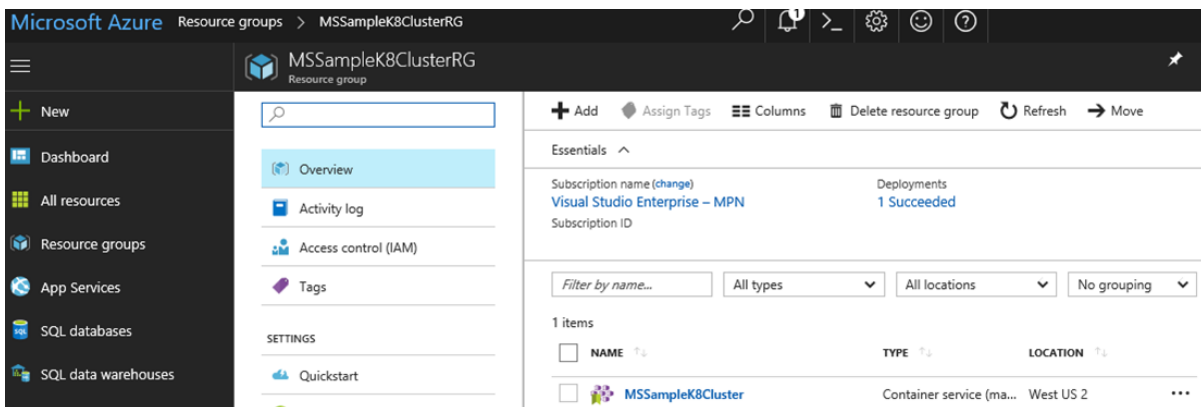 Microsoft Azure Resource groups > MSSampleK8ClusterRG
1
MSSampleK8ClusterRG
Resource group
New
Dashboard
All resources
Resource groups
App Services
SQL databases
SQL data warehouses
Overview
Activity log
Access control (IAM)
Tags
SETTINGS
Quickstart
Add Assign Tags Columns Delete resource group Refresh Move
Essentials
Subscription name (change) Deployments
Visual Studio Enterprise – MPN 1 Succeeded
Subscription ID
Filter by name... All types All locations No grouping
1 items
NAME TYPE LOCATION
MSSampleK8Cluster Container service (ma... West US 2 ...